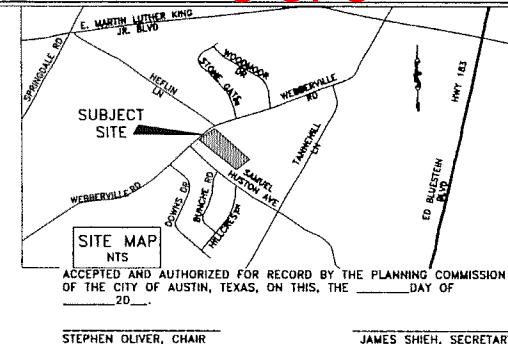 E. MARTIN LUTHER KING
JR. BLVD
SPRINGDALE RD
HEFLIN
LN
WOODMOOR
DR
STONE GATE
WEBBERVILLE
RD
HWY 183
SUBJECT
SITE
TANNEHILL
LN
SAMUEL
HUSTON AVE
WEBBERVILLE RD
DOWNS DR
BUNCHE RD
HILLCREST
ED BLUESTEIN
BLVD
SITE MAP
NTS
ACCEPTED AND AUTHORIZED FOR RECORD BY THE PLANNING COMMISSION
OF THE CITY OF AUSTIN, TEXAS, ON THIS, THE ______DAY OF
________20__.
STEPHEN OLIVER, CHAIR
JAMES SHIEH, SECRETARY